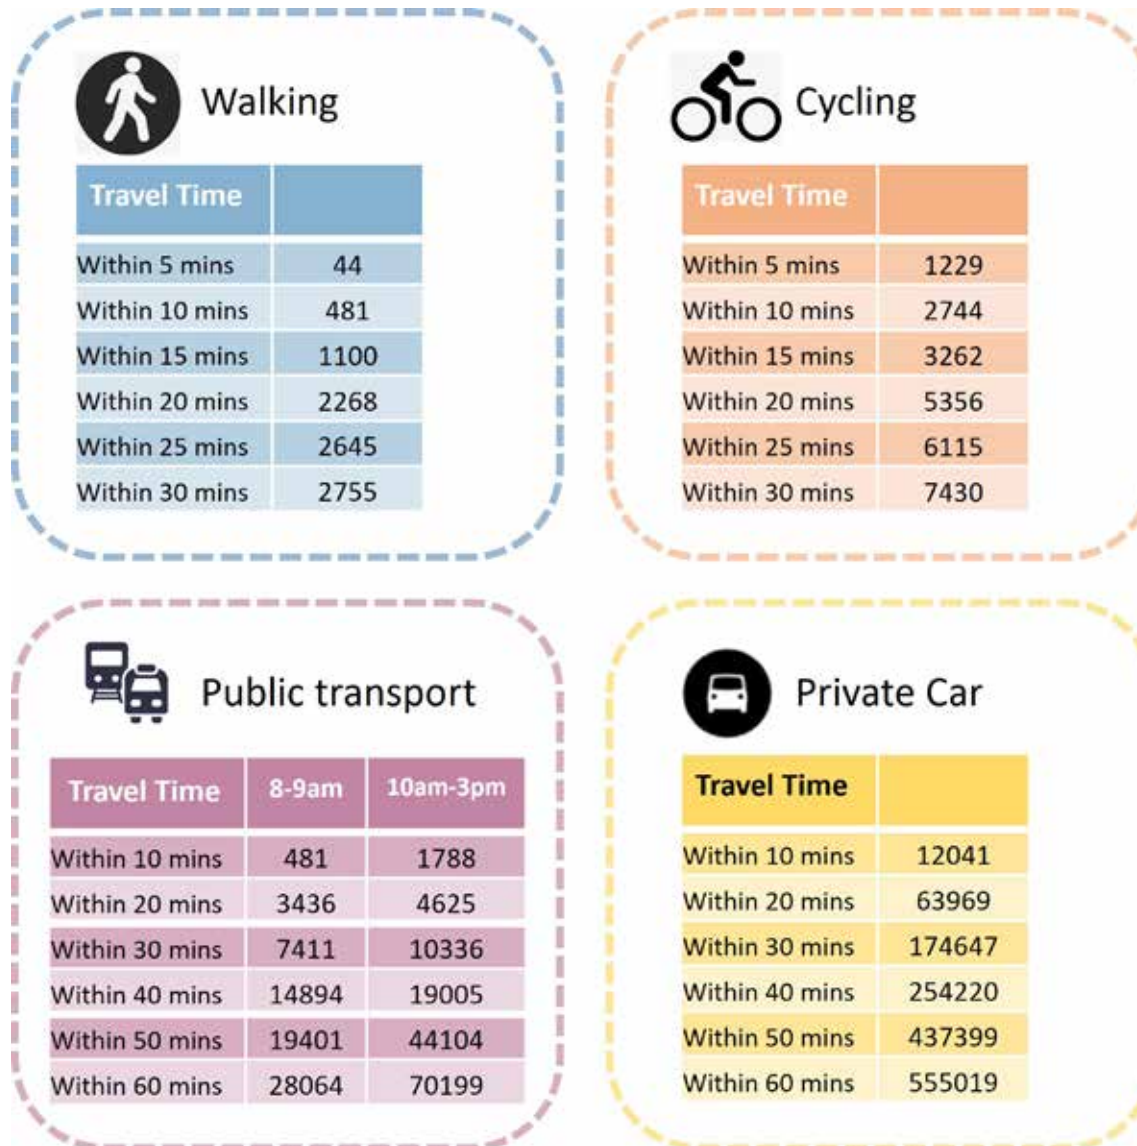 Walking
Travel Time
Within 5 mins 44
Within 10 mins 481
Within 15 mins 1100
Within 20 mins 2268
Within 25 mins 2645
Within 30 mins 2755
Cycling
Travel Time
Within 5 mins 1229
Within 10 mins 2744
Within 15 mins 3262
Within 20 mins 5356
Within 25 mins 6115
Within 30 mins 7430
Public transport
Travel Time 8-9am 10am-3pm
Within 10 mins 481 1788
Within 20 mins 3436 4625
Within 30 mins 7411 10336
Within 40 mins 14894 19005
Within 50 mins 19401 44104
Within 60 mins 28064 70199
Private Car
Travel Time
Within 10 mins 12041
Within 20 mins 63969
Within 30 mins 174647
Within 40 mins 254220
Within 50 mins 437399
Within 60 mins 555019